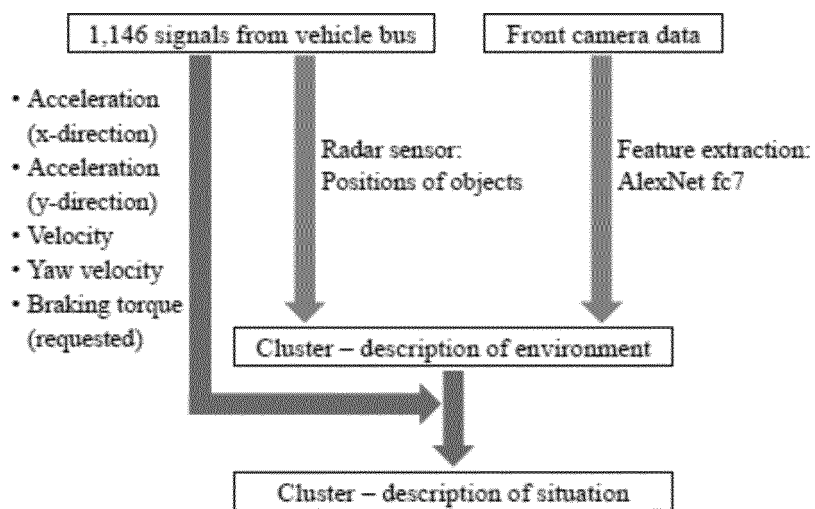 1,146 signals from vehicle bus
Front camera data
• Acceleration
(x-direction)
• Acceleration
(y-direction)
• Velocity
• Yaw velocity
• Braking torque
(requested)
Radar sensor:
Positions of objects
Feature extraction:
AlexNet fc7
Cluster – description of environment
Cluster – description of situation